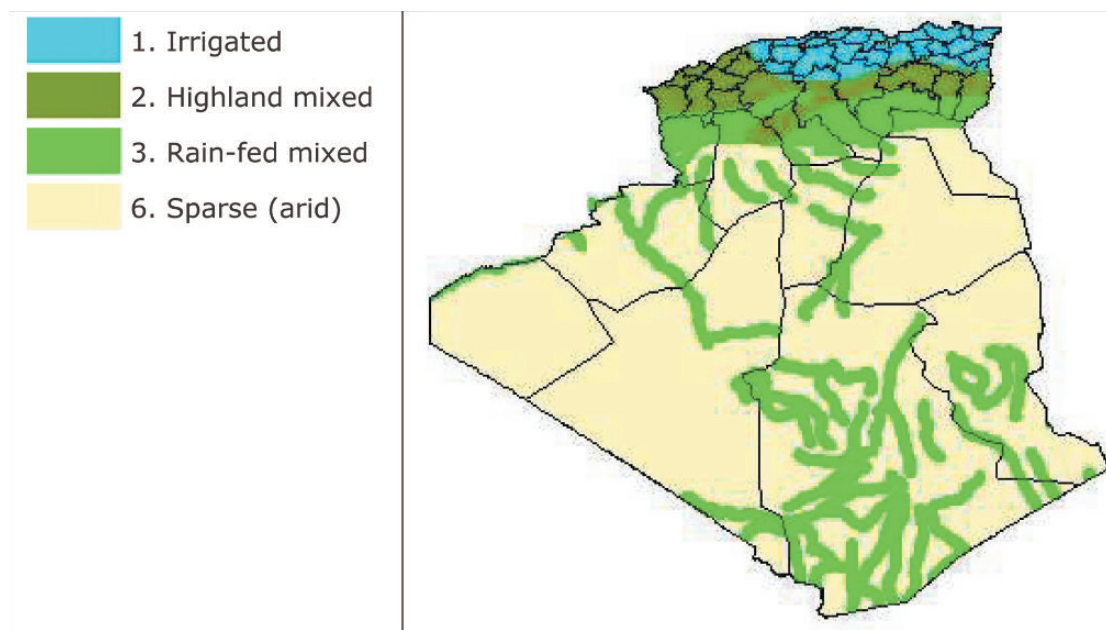 1. Irrigated
2. Highland mixed
3. Rain-fed mixed
6. Sparse (arid)